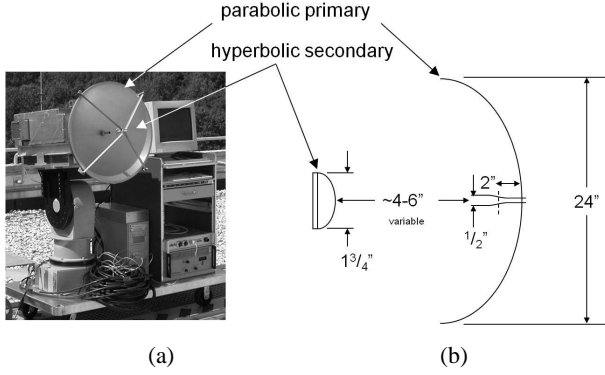 parabolic primary
hyperbolic secondary
2”
~4-6”
variable
24”
1/2”
1 3/4”
(a)
(b)